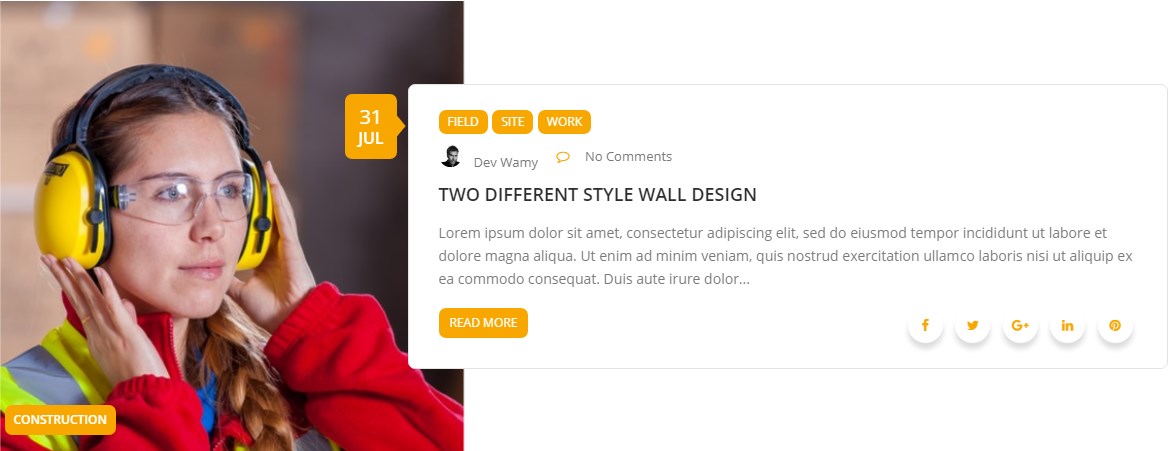 31
JUL
FIELD SITE WORK
Dev Wamy No Comments
TWO DIFFERENT STYLE WALL DESIGN
Lorem ipsum dolor sit amet, consectetur adipiscing elit, sed do eiusmod tempor incididunt ut labore et
dolore magna aliqua. Ut enim ad minim veniam, quis nostrud exercitation ullamco laboris nisi ut aliquip ex
ea commodo consequat. Duis aute irure dolor...
READ MORE
CONSTRUCTION